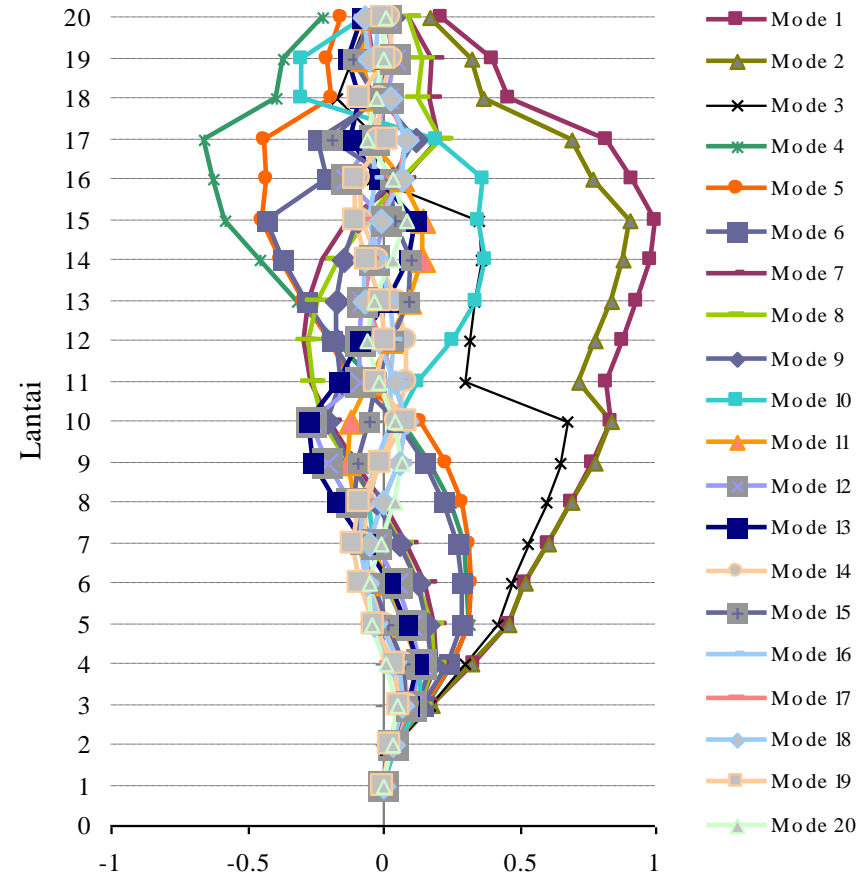 20
19
18
17
16
15
14
13
12
11
10
9
8
7
6
5
4
3
2
1
0
Lantai
-1 -0.5 0 0.5 1
Mode 1
Mode 2
Mode 3
Mode 4
Mode 5
Mode 6
Mode 7
Mode 8
Mode 9
Mode 10
Mode 11
Mode 12
Mode 13
Mode 14
Mode 15
Mode 16
Mode 17
Mode 18
Mode 19
Mode 20